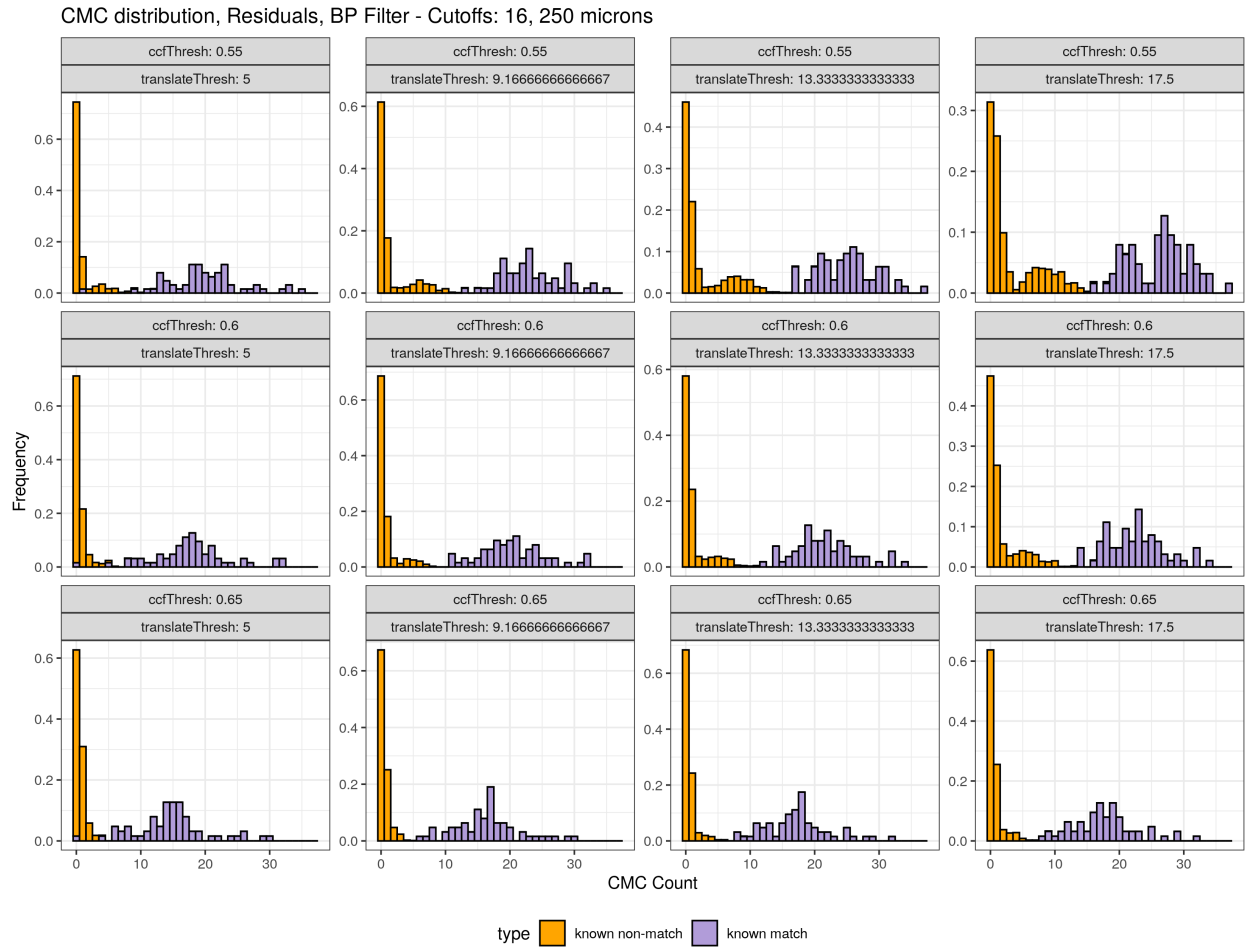 CMC distribution, Residuals, BP Filter - Cutoffs: 16, 250 microns
ccfThresh: 0.55
translateThresh: 5
0.6
0.4
0.2
0.0
ccfThresh: 0.55
translateThresh: 9.16666666666667
0.6
0.4
0.2
0.0
ccfThresh: 0.55
translateThresh: 13.3333333333333
0.4
0.3
0.2
0.1
0.0
ccfThresh: 0.55
translateThresh: 17.5
0.3
0.2
0.1
0.0
Frequency
ccfThresh: 0.6
translateThresh: 5
0.6
0.4
0.2
0.0
ccfThresh: 0.6
translateThresh: 9.16666666666667
0.6
0.4
0.2
0.0
ccfThresh: 0.6
translateThresh: 13.3333333333333
0.6
0.4
0.2
0.0
ccfThresh: 0.6
translateThresh: 17.5
0.4
0.3
0.2
0.1
0.0
ccfThresh: 0.65
translateThresh: 5
0.6
0.4
0.2
0.0
0 10 20 30
ccfThresh: 0.65
translateThresh: 9.16666666666667
0.6
0.4
0.2
0.0
0 10 20 30
ccfThresh: 0.65
translateThresh: 13.3333333333333
0.6
0.4
0.2
0.0
0 10 20 30
ccfThresh: 0.65
translateThresh: 17.5
0.6
0.4
0.2
0.0
0 10 20 30
CMC Count
type known non-match known match